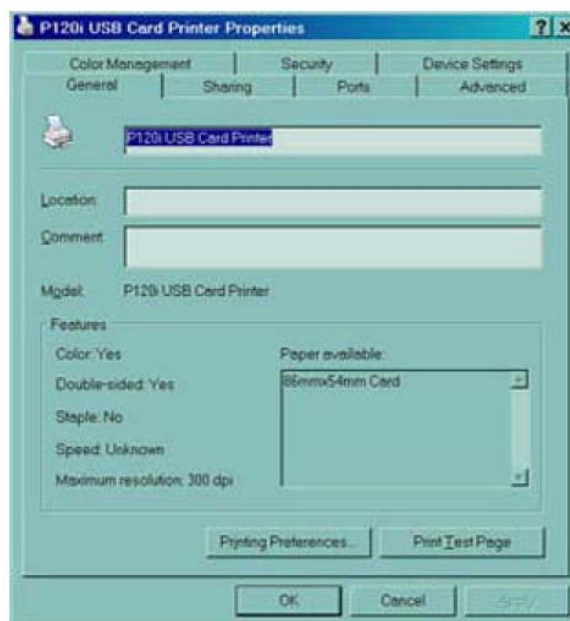 P120i USB Card Printer Properties
Color Management Security Device Settings
General Sharing Ports Advanced
P120i USB Card Printer
Location:
Comment:
Model: P120i USB Card Printer
Features
Color: Yes
Paper available:
Double-sided: Yes
86mmx54mm Card
Staple: No
Speed: Unknown
Maximum resolution: 300 dpi
Printing Preferences...
Print Test Page
OK Cancel Apply